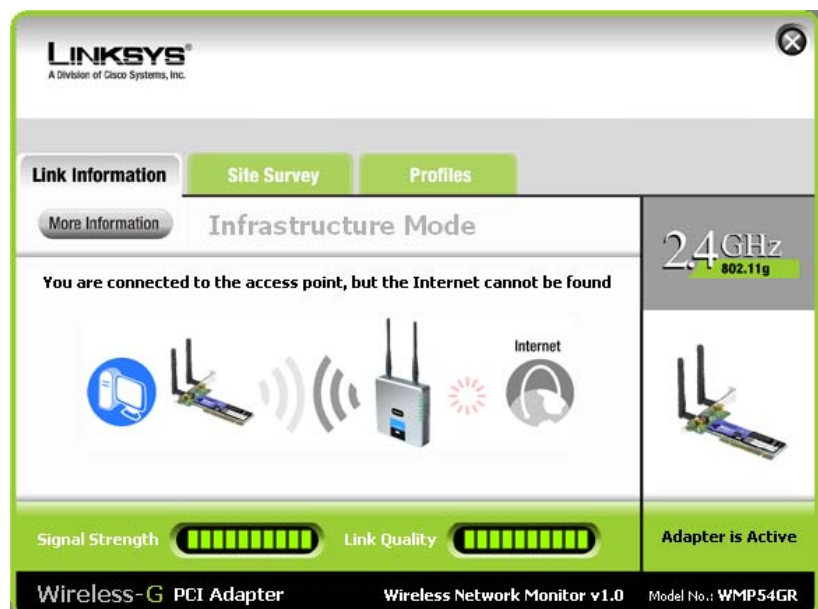 LINKSYS®
A Division of Cisco Systems, Inc.
Link Information
Site Survey
Profiles
More Information
Infrastructure Mode
2.4GHz
802.11g
You are connected to the access point, but the Internet cannot be found
Internet
Signal Strength
Link Quality
Adapter is Active
Wireless-G PCI Adapter
Wireless Network Monitor v1.0
Model No.: WMP54GR